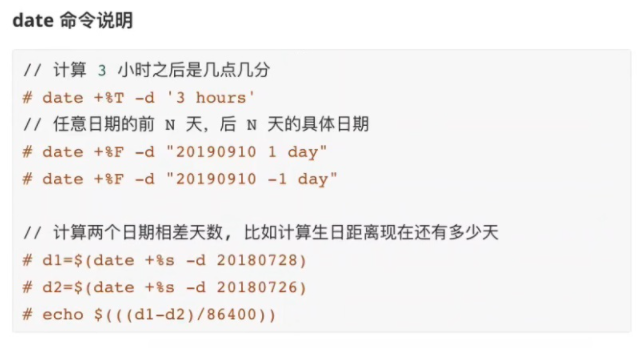 date 命令说明
// 计算 3 小时之后是几点几分
# date +%T -d '3 hours'
// 任意日期的前 N 天，后 N 天的具体日期
# date +%F -d "20190910 1 day"
# date +%F -d "20190910 -1 day"
// 计算两个日期相差天数, 比如计算生日距离现在还有多少天
# d1=$(date +%s -d 20180728)
# d2=$(date +%s -d 20180726)
# echo $(((d1-d2)/86400))